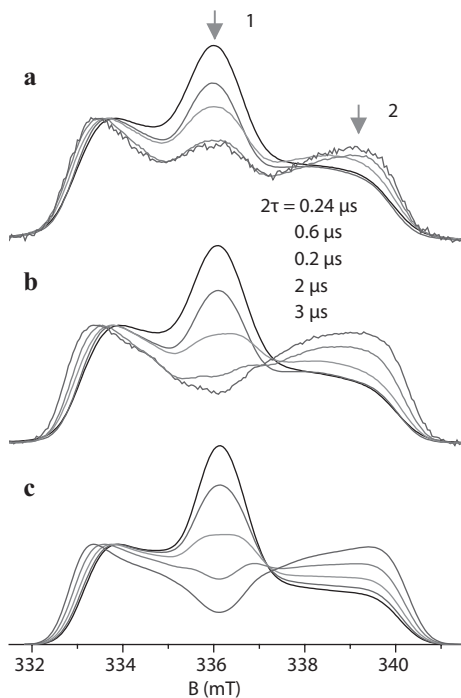 1
a
2
2τ = 0.24 µs
0.6 µs
0.2 µs
2 µs
3 µs
b
c
332 334 336 338 340
B (mT)